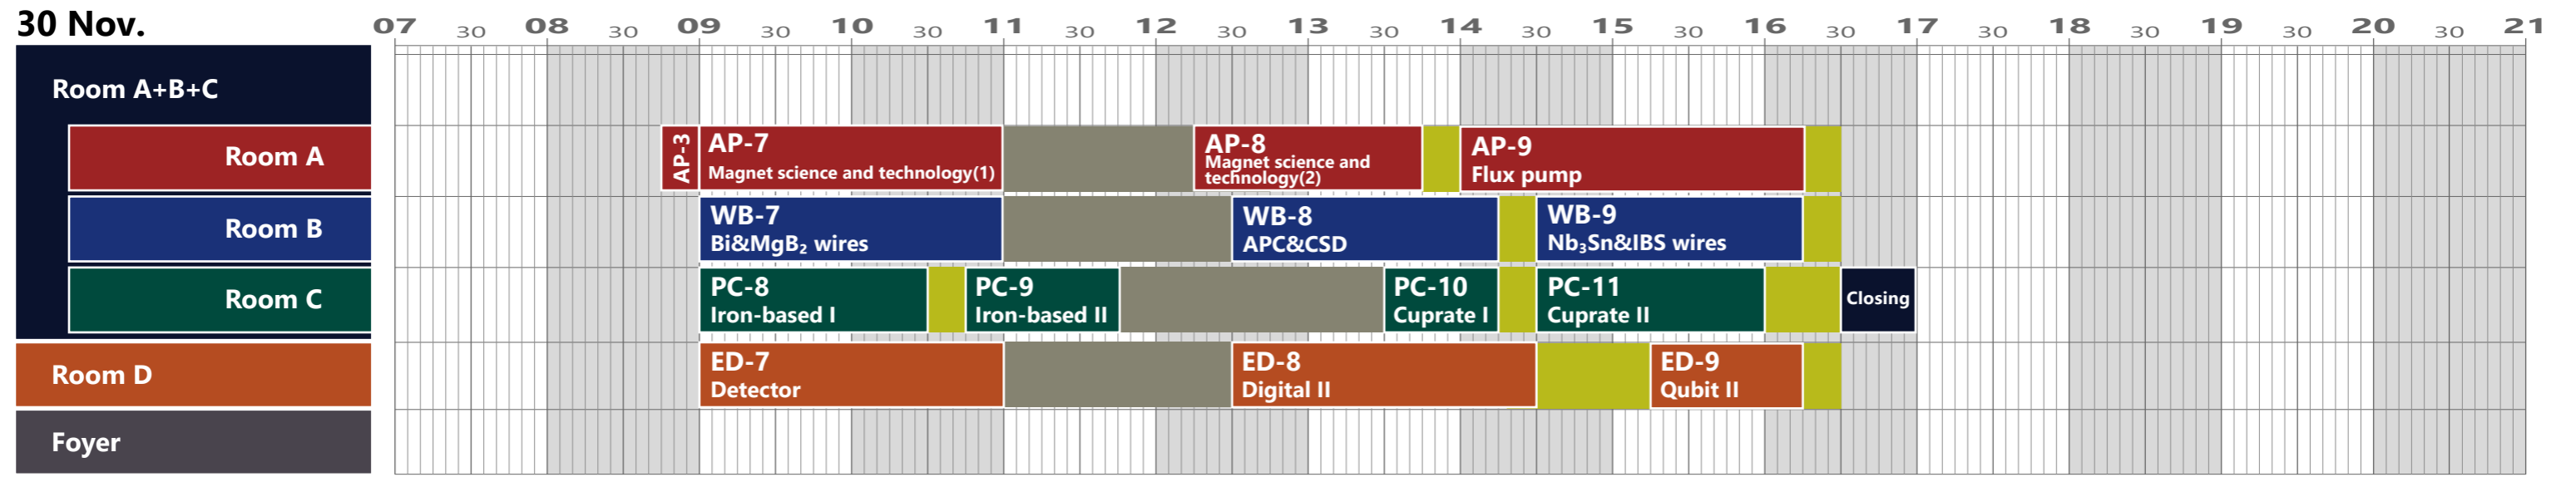 30 Nov.
07 30 08 30 09 30 10 30 11 30 12 30 13 30 14 30 15 30 16 30 17 30 18 30 19 30 20 30 21
Room A+B+C
Room A
AP-3
AP-7
Magnet science and technology(1)
AP-8
Magnet science and
technology(2)
AP-9
Flux pump
Room B
WB-7
Bi&MgB₂ wires
WB-8
APC&CSD
WB-9
Nb₃Sn&IBS wires
Room C
PC-8
Iron-based I
PC-9
Iron-based II
PC-10
Cuprate I
PC-11
Cuprate II
Closing
Room D
ED-7
Detector
ED-8
Digital II
ED-9
Qubit II
Foyer